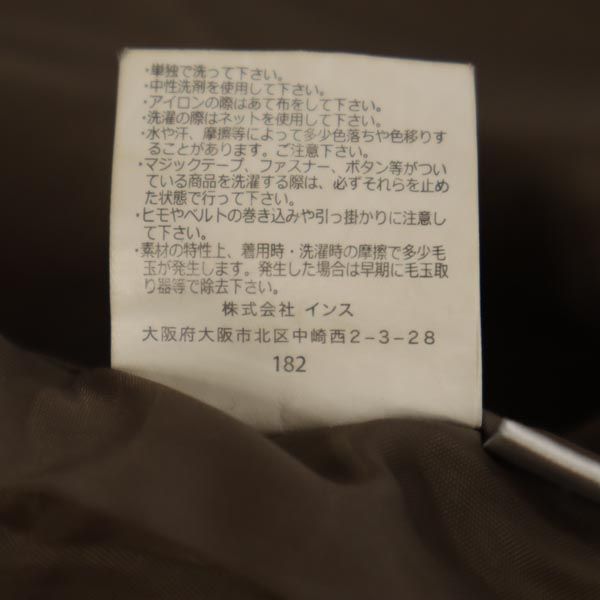 ・単独で洗って下さい。
・中性洗剤を使用して下さい。
・アイロンの際はあて布をして下さい。
・洗濯の際はネットを使用して下さい。
・水や汗、摩擦等によって多少色落ちや色移りす
ることがあります。ご注意下さい。
・マジックテープ、ファスナー、ボタン等がつい
ている商品を洗濯する際は、必ずそれらを止め
た状態で行って下さい。
・ヒモやベルトの巻き込みや引っ掛かりに注意し
て下さい。
・素材の特性上、着用時・洗濯時の摩擦で多少毛
玉が発生します。発生した場合は早期に毛玉取
り器等で除去下さい。
株式会社 インス
大阪府大阪市北区中崎西2-3-28
182